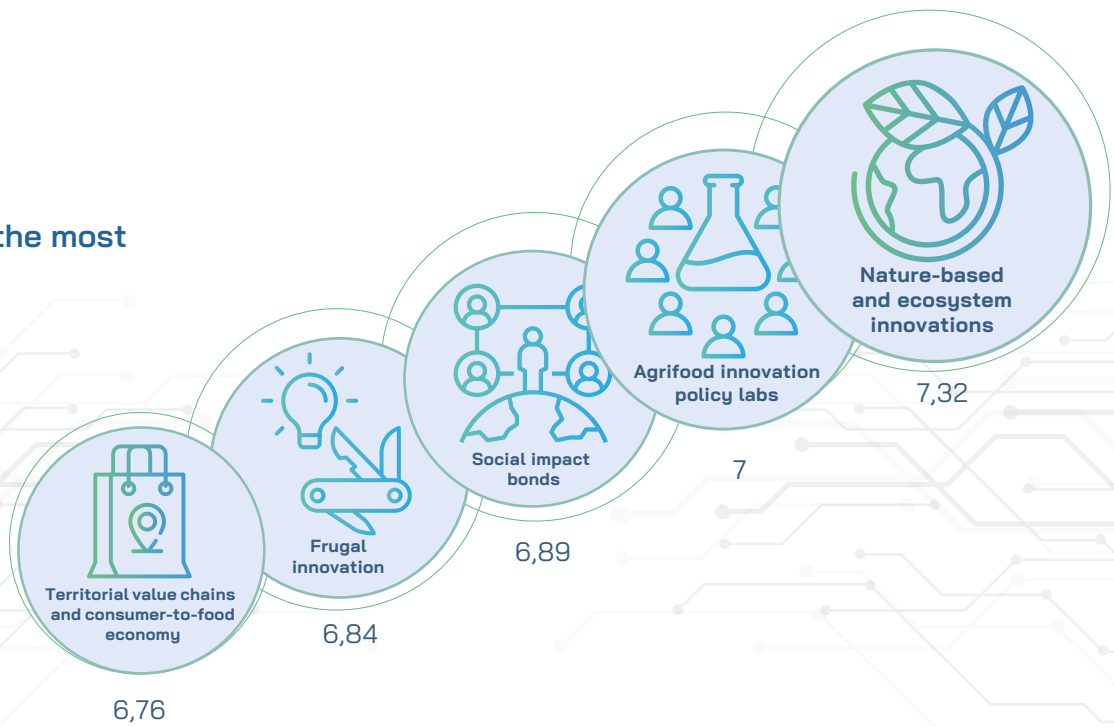 the most
Nature-based
and ecosystem
innovations
7,32
Agrifood innovation
policy labs
7
Social impact
bonds
6,89
Frugal
innovation
6,84
Territorial value chains
and consumer-to-food
economy
6,76